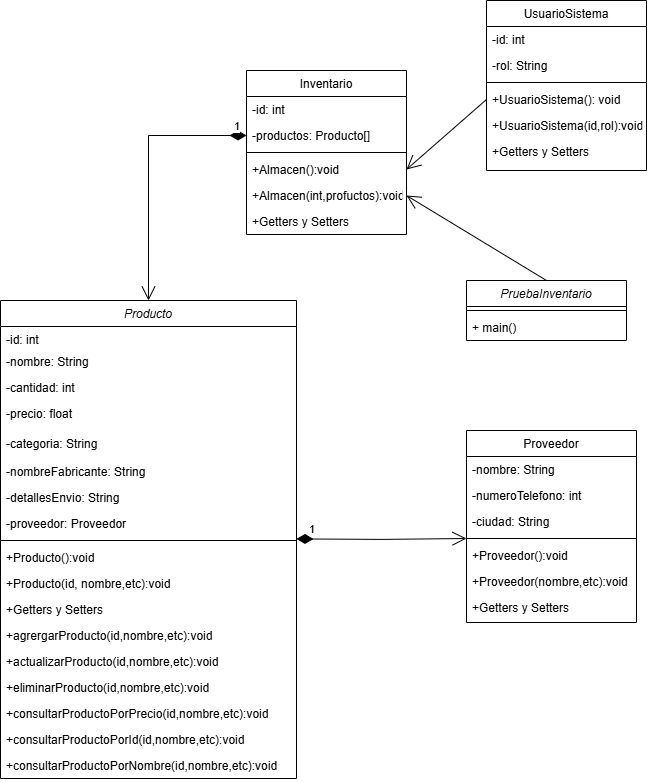 UsuarioSistema
-id: int
-rol: String
+UsuarioSistema(): void
+UsuarioSistema(id,rol):void
+Getters y Setters
Inventario
-id: int
-productos: Producto[]
+Almacen():void
+Almacen(int,profuctos):void
+Getters y Setters
1
PruebaInventario
+ main()
Producto
-id: int
-nombre: String
-cantidad: int
-precio: float
-categoria: String
-nombreFabricante: String
-detallesEnvio: String
-proveedor: Proveedor
+Producto():void
+Producto(id, nombre,etc):void
+Getters y Setters
+agrergarProducto(id,nombre,etc):void
+actualizarProducto(id,nombre,etc):void
+eliminarProducto(id,nombre,etc):void
+consultarProductoPorPrecio(id,nombre,etc):void
+consultarProductoPorId(id,nombre,etc):void
+consultarProductoPorNombre(id,nombre,etc):void
1
Proveedor
-nombre: String
-numeroTelefono: int
-ciudad: String
+Proveedor():void
+Proveedor(nombre,etc):void
+Getters y Setters